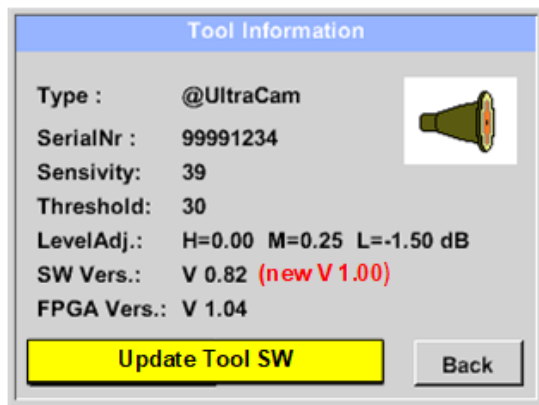 Tool Information
Type : @UltraCam
SerialNr : 99991234
Sensivity: 39
Threshold: 30
LevelAdj.: H=0.00 M=0.25 L=-1.50 dB
SW Vers.: V 0.82 (new V 1.00)
FPGA Vers.: V 1.04
Update Tool SW
Back